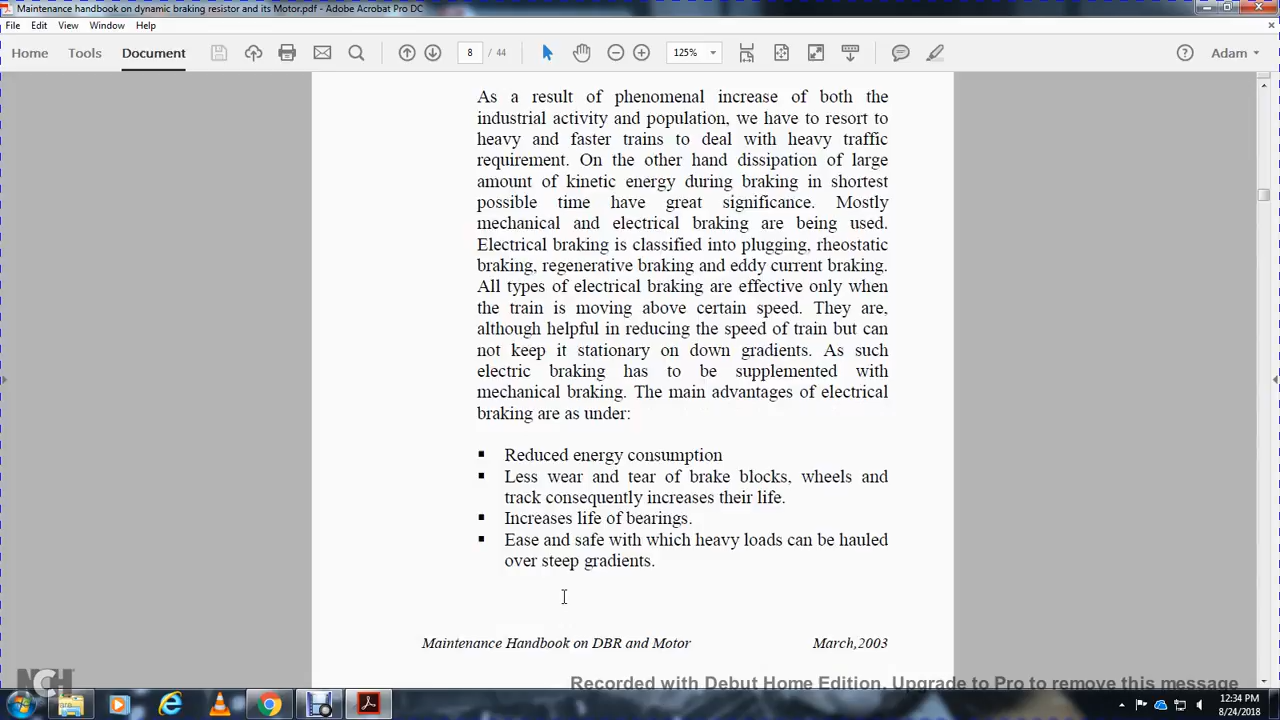 Maintenance handbook on dynamic braking resistor and its Motor.pdf - Adobe Acrobat Pro DC
File Edit View Window Help
Home Tools Document 8 / 44 125% Adam
As a result of phenomenal increase of both the
industrial activity and population, we have to resort to
heavy and faster trains to deal with heavy traffic
requirement. On the other hand dissipation of large
amount of kinetic energy during braking in shortest
possible time have great significance. Mostly
mechanical and electrical braking are being used.
Electrical braking is classified into plugging, rheostatic
braking, regenerative braking and eddy current braking.
All types of electrical braking are effective only when
the train is moving above certain speed. They are,
although helpful in reducing the speed of train but can
not keep it stationary on down gradients. As such
electric braking has to be supplemented with
mechanical braking. The main advantages of electrical
braking are as under:
▪ Reduced energy consumption
▪ Less wear and tear of brake blocks, wheels and
track consequently increases their life.
▪ Increases life of bearings.
▪ Ease and safe with which heavy loads can be hauled
over steep gradients.
Maintenance Handbook on DBR and Motor March,2003
NCH
Recorded with Debut Home Edition. Upgrade to Pro to remove this message
12:34 PM
8/24/2018